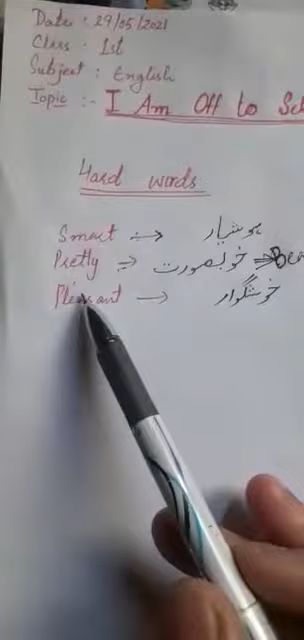 Date : 29/05/2021
Class : 1st
Subject : English
Topic :- I Am Off to
Hard words
Smart => ہوشیار
Pretty => خوبصورت =>
Pleasant -> خوشگوار